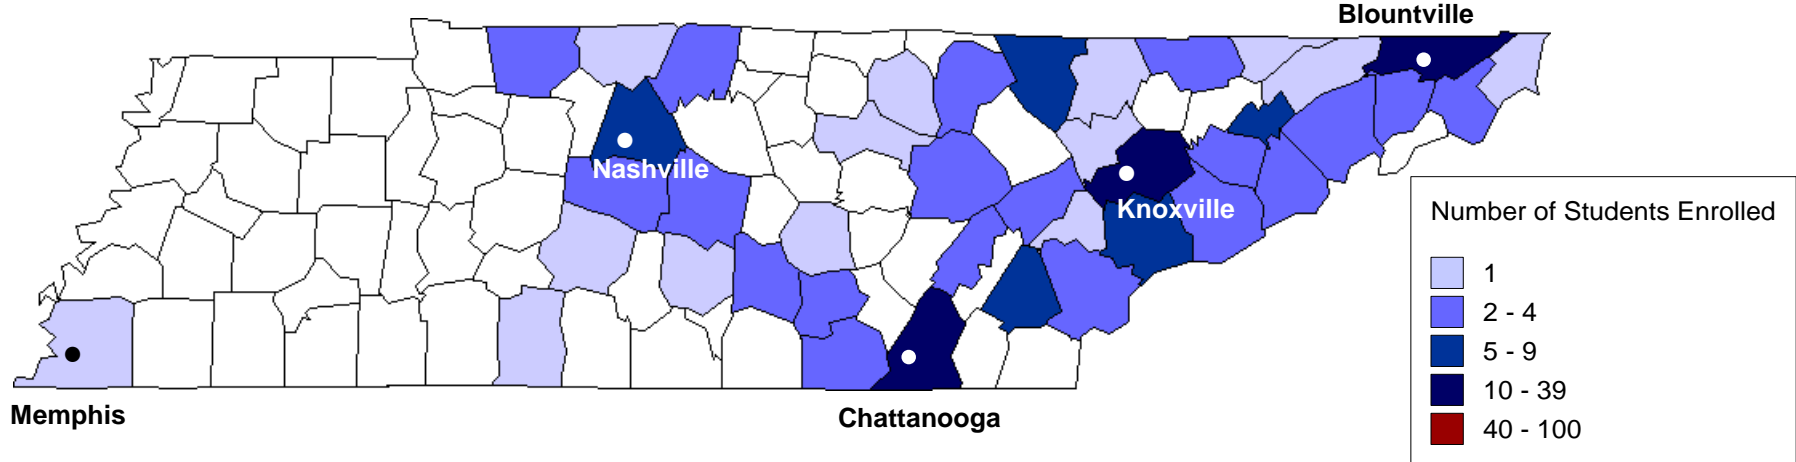 Blountville
Nashville
Knoxville
Memphis
Chattanooga
Number of Students Enrolled
1
2 - 4
5 - 9
10 - 39
40 - 100